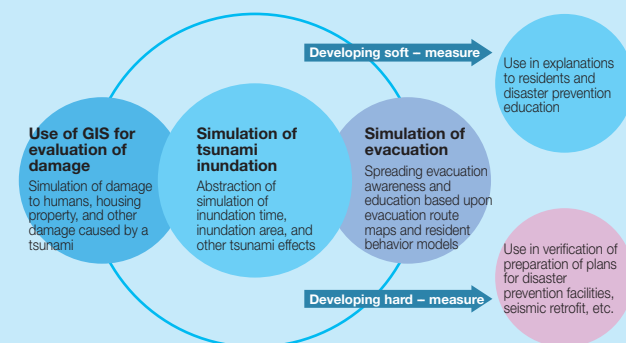 Developing soft – measure
Use in explanations
to residents and
disaster prevention
education
Use of GIS for
evaluation of
damage
Simulation of damage
to humans, housing
property, and other
damage caused by a
tsunami
Simulation of
tsunami
inundation
Abstraction of
simulation of
inundation time,
inundation area, and
other tsunami effects
Simulation of
evacuation
Spreading evacuation
awareness and
education based upon
evacuation route
maps and resident
behavior models
Developing hard – measure
Use in verification of
preparation of plans
for disaster
prevention facilities,
seismic retrofit, etc.